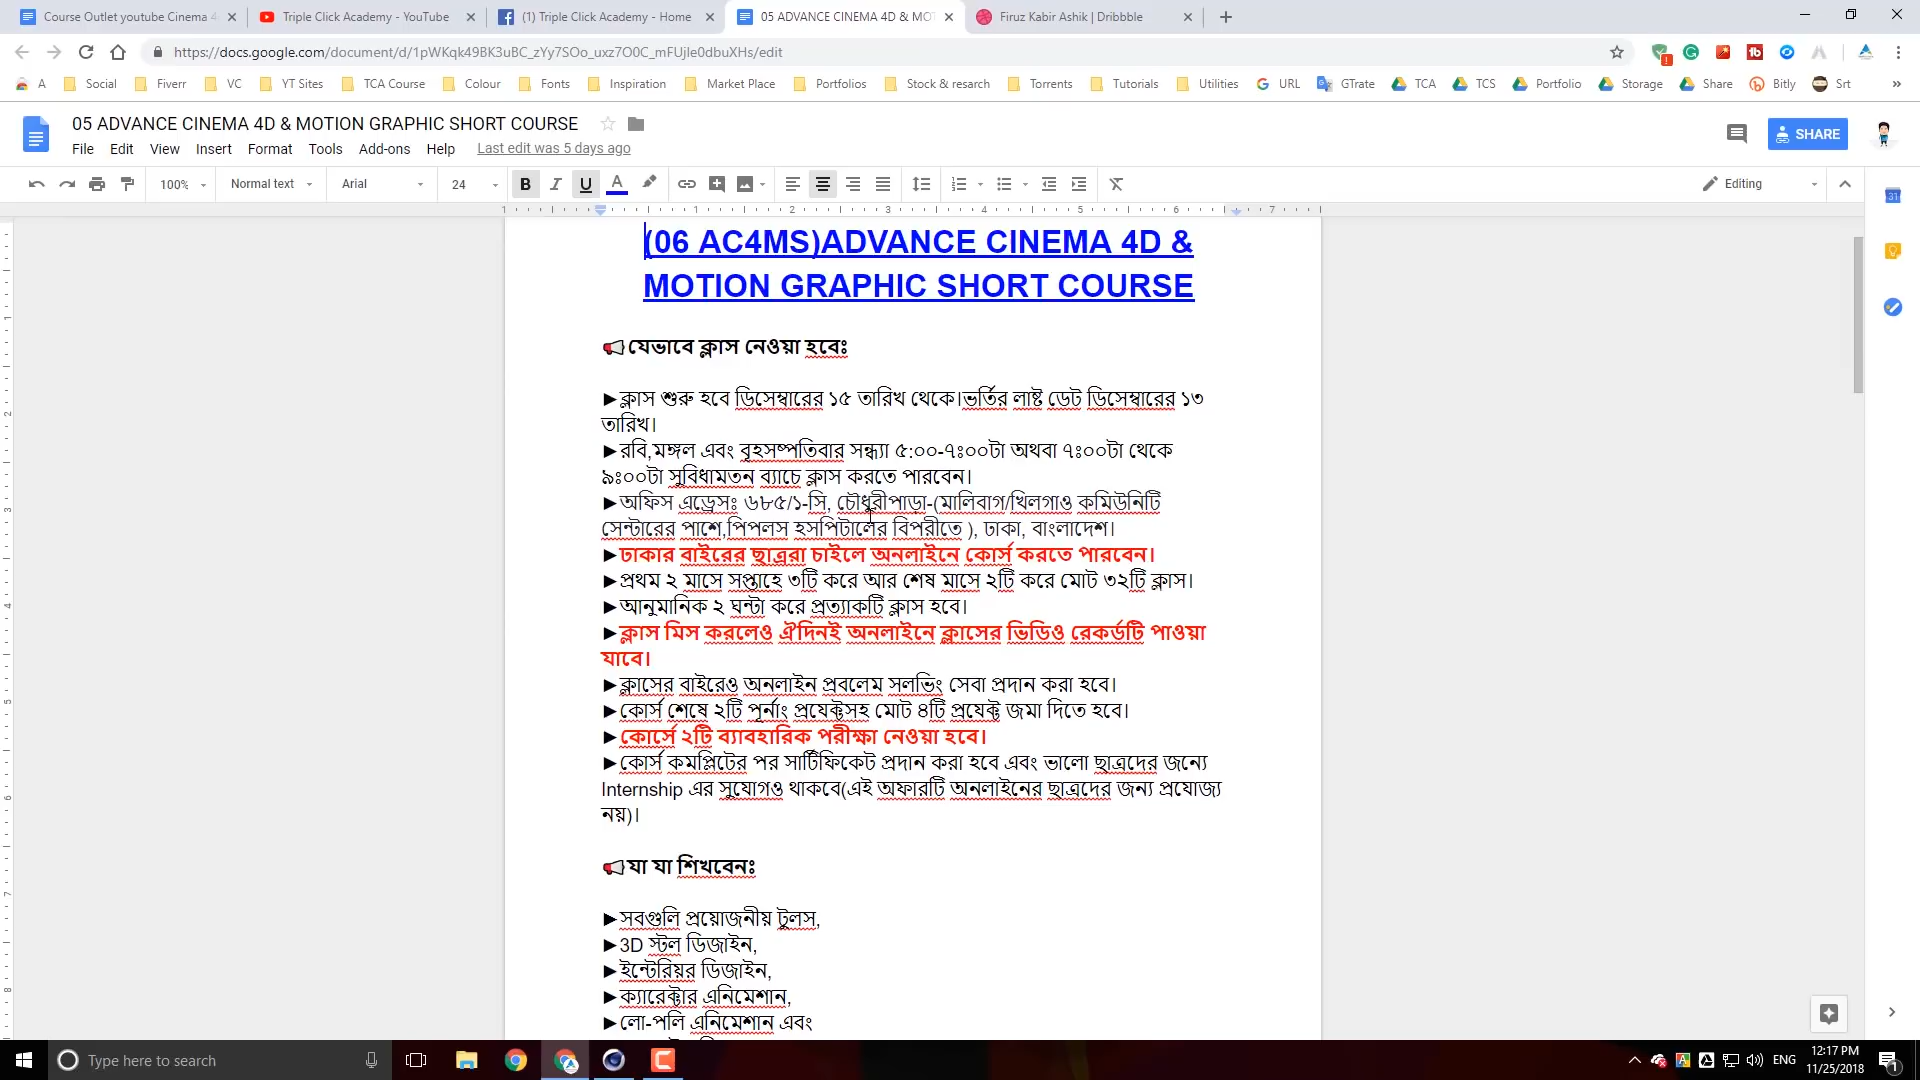 Course Outlet youtube Cinema 4
Triple Click Academy - YouTube
(1) Triple Click Academy - Home
05 ADVANCE CINEMA 4D & MOT
Firuz Kabir Ashik | Dribbble
https://docs.google.com/document/d/1pWKqk49BK3uBC_zYy7SOo_uxz7O0C_mFUjle0dbuXHs/edit
A Social Fiverr VC YT Sites TCA Course Colour Fonts Inspiration Market Place Portfolios Stock & resarch Torrents Tutorials Utilities URL GTrate TCA TCS Portfolio Storage Share Bitly Srt »
05 ADVANCE CINEMA 4D & MOTION GRAPHIC SHORT COURSE
SHARE
File Edit View Insert Format Tools Add-ons Help Last edit was 5 days ago
100% Normal text Arial 24 B I U A Editing
1 1 2 3 4 5 6 7
(06 AC4MS)ADVANCE CINEMA 4D &
MOTION GRAPHIC SHORT COURSE
যেভাবে ক্লাস নেওয়া হবেঃ
►ক্লাস শুরু হবে ডিসেম্বারের ১৫ তারিখ থেকে।ভর্তির লাষ্ট ডেট ডিসেম্বারের ১৩
তারিখ।
►রবি,মঙ্গল এবং বৃহসষ্পতিবার সন্ধ্যা ৫:০০-৭ঃ০০টা অথবা ৭ঃ০০টা থেকে
৯ঃ০০টা সুবিধামতন ব্যাচে ক্লাস করতে পারবেন।
►অফিস এড্রেসঃ ৬৮৫/১-সি, চৌধুরীপাড়া-(মালিবাগ/খিলগাও কমিউনিটি
সেন্টারের পাশে,পিপলস হসপিটালের বিপরীতে ), ঢাকা, বাংলাদেশ।
►ঢাকার বাইরের ছাত্ররা চাইলে অনলাইনে কোর্স করতে পারবেন।
►প্রথম ২ মাসে সপ্তাহে ৩টি করে আর শেষ মাসে ২টি করে মোট ৩২টি ক্লাস।
►আনুমানিক ২ ঘন্টা করে প্রত্যাকটি ক্লাস হবে।
►ক্লাস মিস করলেও ঐদিনই অনলাইনে ক্লাসের ভিডিও রেকর্ডটি পাওয়া
যাবে।
►ক্লাসের বাইরেও অনলাইন প্রবলেম সলভিং সেবা প্রদান করা হবে।
►কোর্স শেষে ২টি পূর্নাং প্রযেক্টসহ মোট ৪টি প্রযেক্ট জমা দিতে হবে।
►কোর্সে ২টি ব্যাবহারিক পরীক্ষা নেওয়া হবে।
►কোর্স কমপ্লিটের পর সার্টিফিকেট প্রদান করা হবে এবং ভালো ছাত্রদের জন্যে
Internship এর সুযোগও থাকবে(এই অফারটি অনলাইনের ছাত্রদের জন্য প্রযোজ্য
নয়)।
যা যা শিখবেনঃ
►সবগুলি প্রয়োজনীয় টুলস,
►3D স্টল ডিজাইন,
►ইন্টেরিয়র ডিজাইন,
►ক্যারেক্টার এনিমেশান,
►লো-পলি এনিমেশান এবং
Type here to search
ENG
12:17 PM
11/25/2018